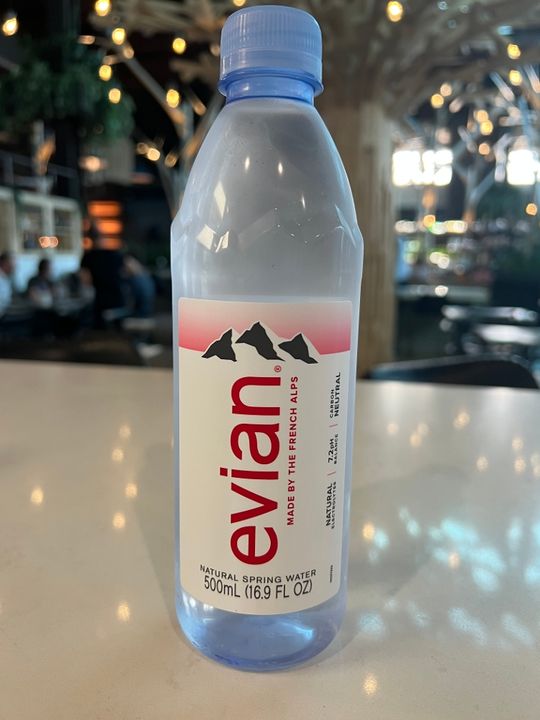 evian®
MADE BY THE FRENCH ALPS
NATURAL
ELECTROLYTES
7.2pH
BALANCE
CARBON
NEUTRAL
NATURAL SPRING WATER
500mL (16.9 FL OZ)